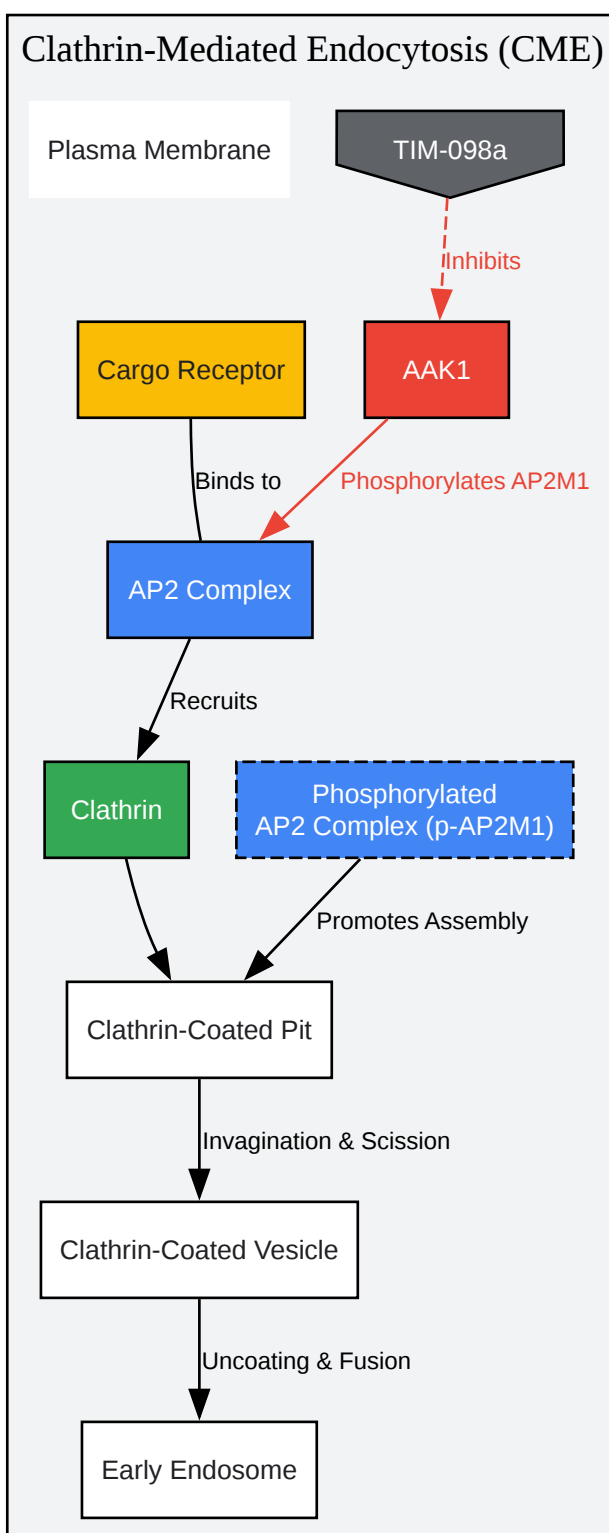 Clathrin-Mediated Endocytosis (CME)
Plasma Membrane
TIM-098a
Inhibits
Cargo Receptor
AAK1
Binds to
Phosphorylates AP2M1
AP2 Complex
Recruits
Clathrin
Phosphorylated
AP2 Complex (p-AP2M1)
Promotes Assembly
Clathrin-Coated Pit
Invagination & Scission
Clathrin-Coated Vesicle
Uncoating & Fusion
Early Endosome